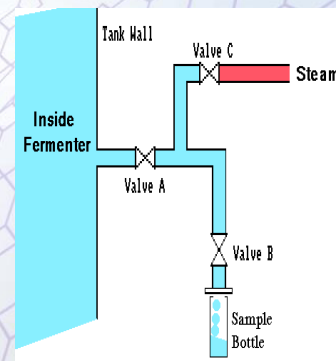 Tank Wall
Valve C
Steam
Inside
Fermenter
Valve A
Valve B
Sample
Bottle